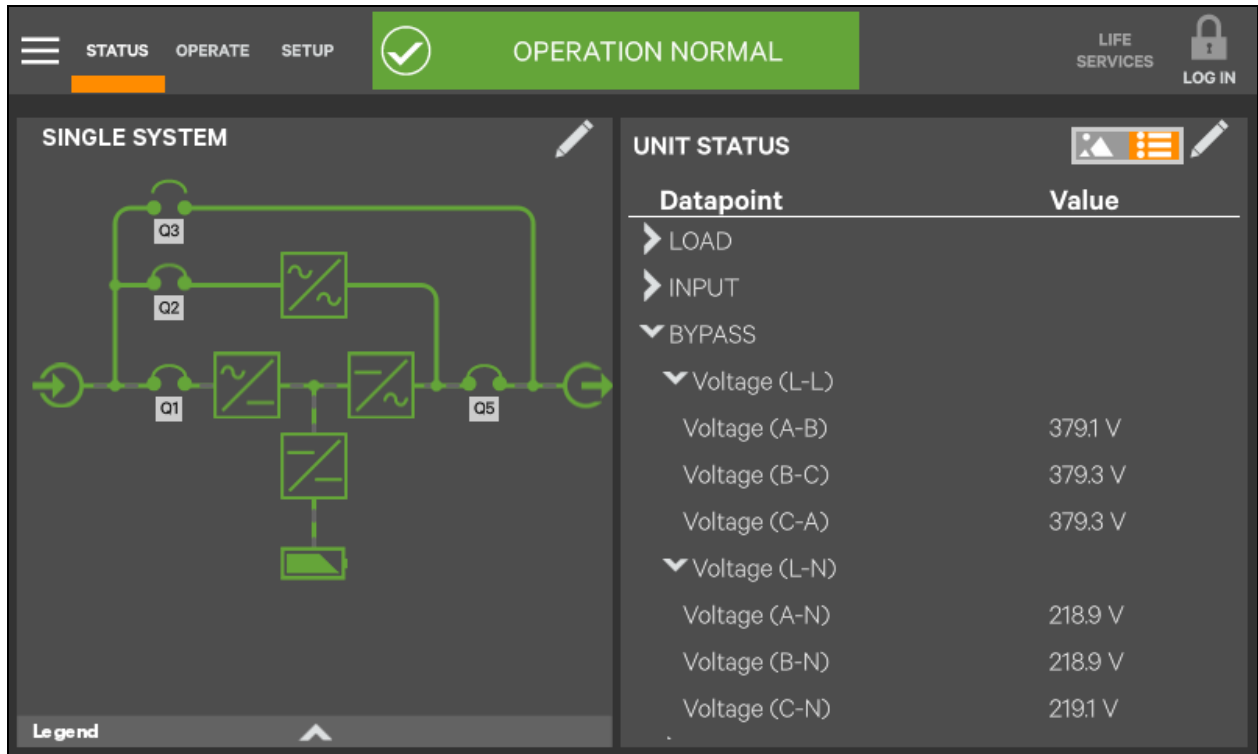 STATUS OPERATE SETUP OPERATION NORMAL LIFE SERVICES LOG IN
SINGLE SYSTEM
Q3
Q2
Q1 Q5
Legend
UNIT STATUS
Datapoint Value
LOAD
INPUT
BYPASS
Voltage (L-L)
Voltage (A-B) 379.1 V
Voltage (B-C) 379.3 V
Voltage (C-A) 379.3 V
Voltage (L-N)
Voltage (A-N) 218.9 V
Voltage (B-N) 218.9 V
Voltage (C-N) 219.1 V